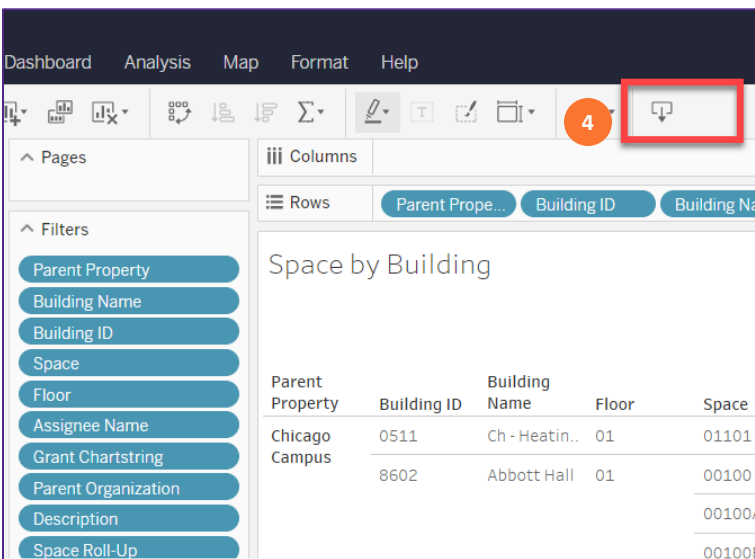 Dashboard Analysis Map Format Help
4
Pages
Columns
Rows Parent Prope... Building ID Building Na
Filters
Parent Property
Building Name
Building ID
Space
Floor
Assignee Name
Grant Chartstring
Parent Organization
Description
Space Roll-Up
Space by Building
Parent Property Building ID Building Name Floor Space
Chicago Campus 0511 Ch - Heatin.. 01 01101
8602 Abbott Hall 01 00100
00100A
00100